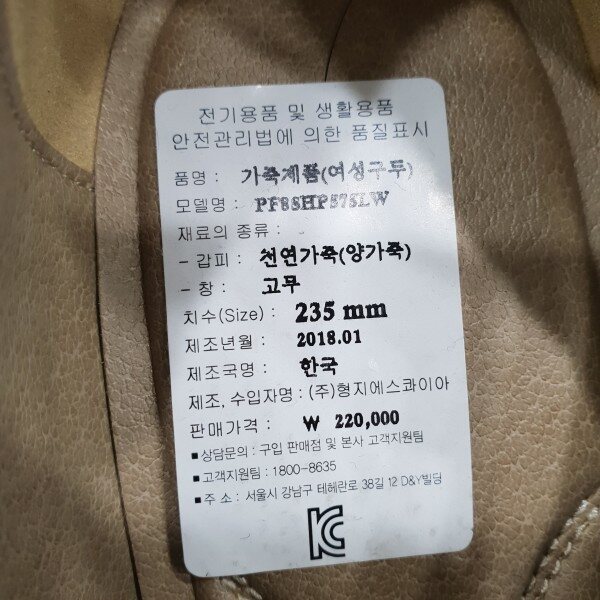 전기용품 및 생활용품
안전관리법에 의한 품질표시
품명 : 가죽제품(여성구두)
모델명 : PF8SHP575LW
재료의 종류 :
- 갑피 : 천연가죽(양가죽)
- 창 : 고무
치수(Size) : 235 mm
제조년월 : 2018.01
제조국명 : 한국
제조, 수입자명 : (주)형지에스콰이아
판매가격 : ₩ 220,000
■ 상담문의 : 구입 판매점 및 본사 고객지원팀
■ 고객지원팀 : 1800-8635
■ 주 소 : 서울시 강남구 테헤란로 38길 12 D&Y빌딩
KC